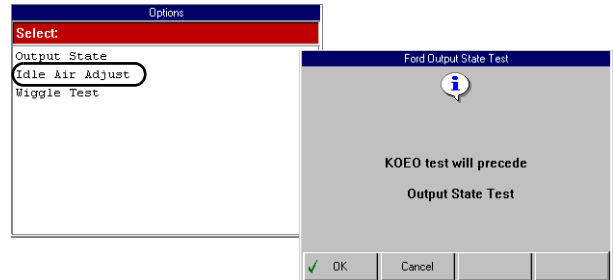 Options
Select:
Output State
Idle Air Adjust
Wiggle Test
Ford Output State Test
i
KOEO test will precede
Output State Test
OK
Cancel